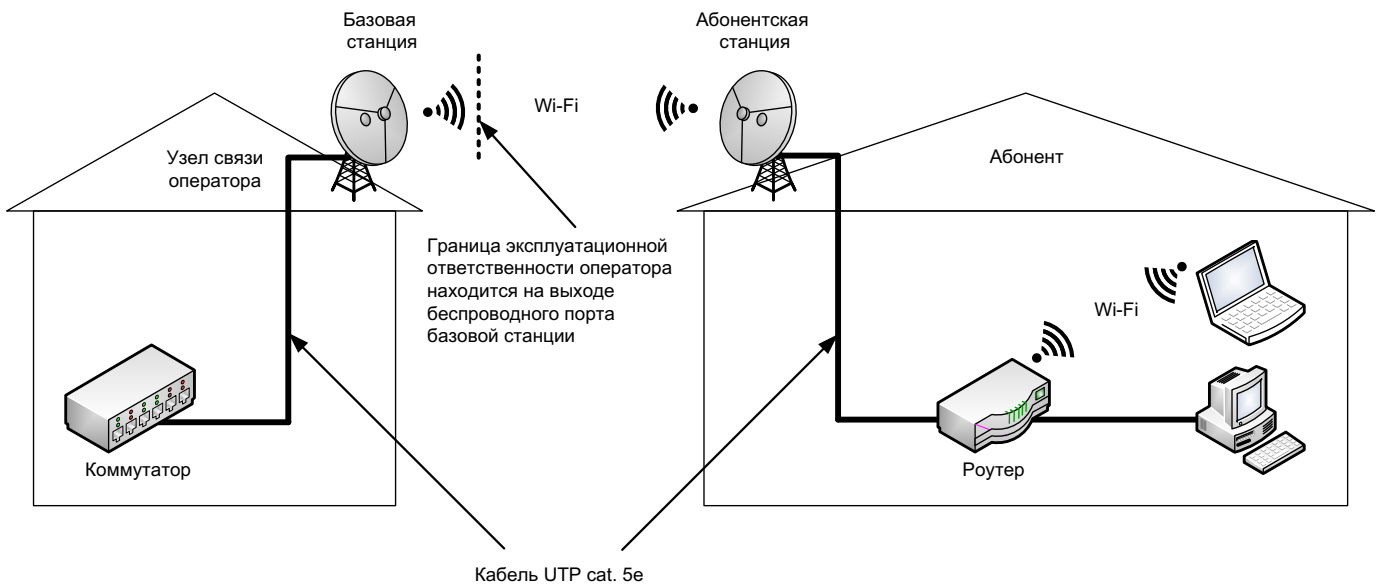 Базовая
станция
Абонентская
станция
Wi-Fi
Узел связи
оператора
Абонент
Граница эксплуатационной
ответственности оператора
находится на выходе
беспроводного порта
базовой станции
Wi-Fi
Коммутатор
Роутер
Кабель UTP cat. 5e